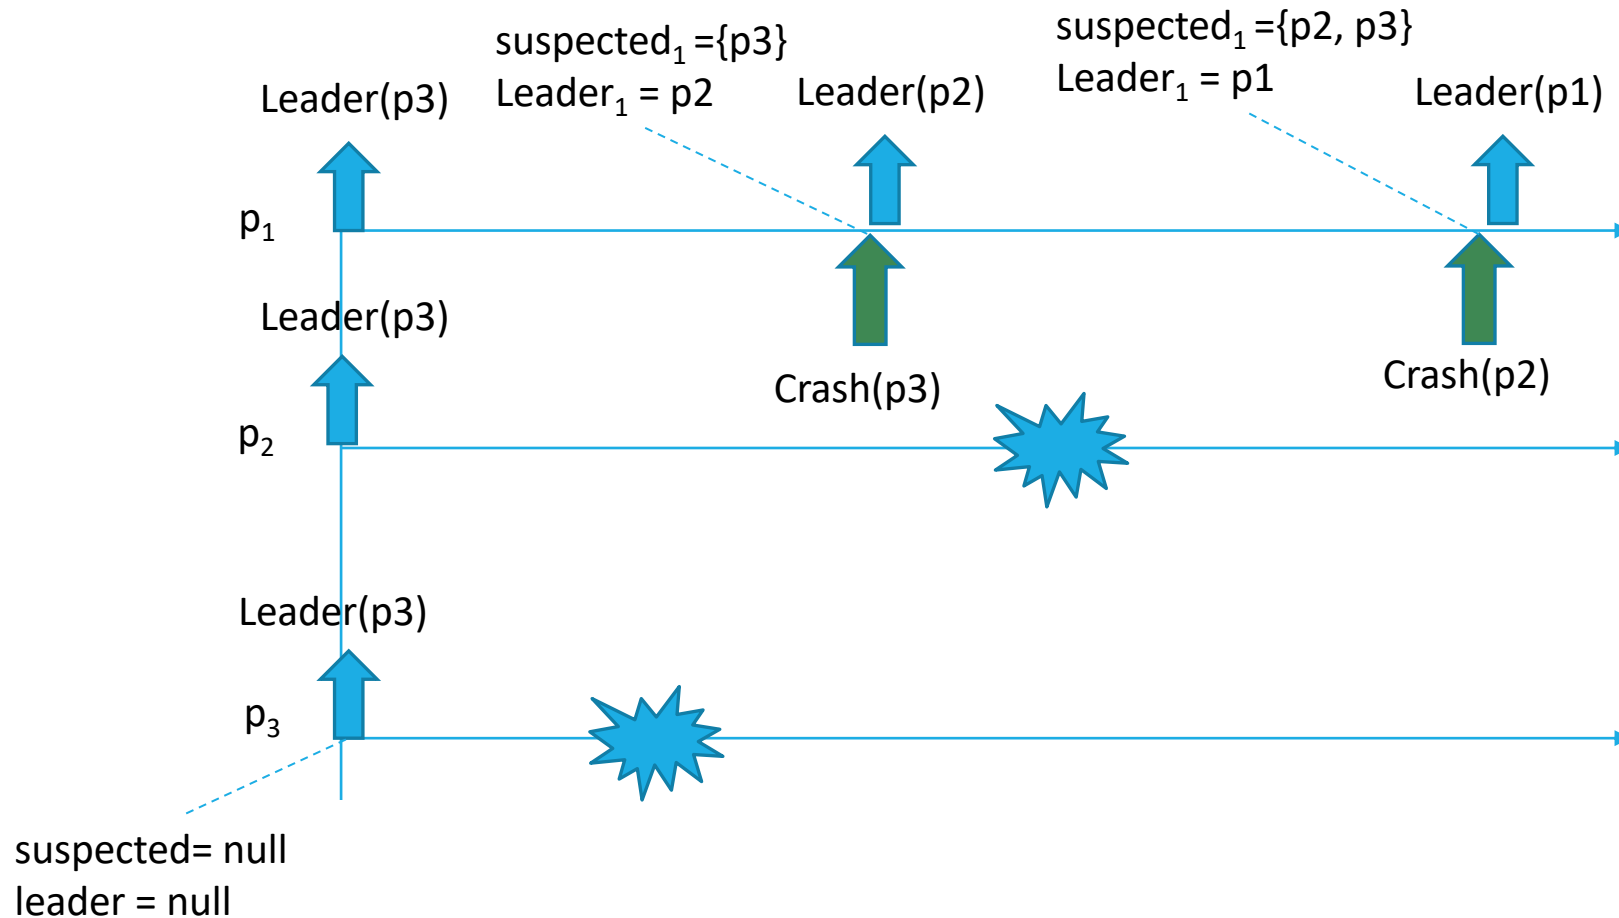 suspected₁ ={p3}
Leader₁ = p2
suspected₁ ={p2, p3}
Leader₁ = p1
Leader(p3)
Leader(p2)
Leader(p1)
p₁
Leader(p3)
Crash(p3)
Crash(p2)
p₂
Leader(p3)
p₃
suspected= null
leader = null